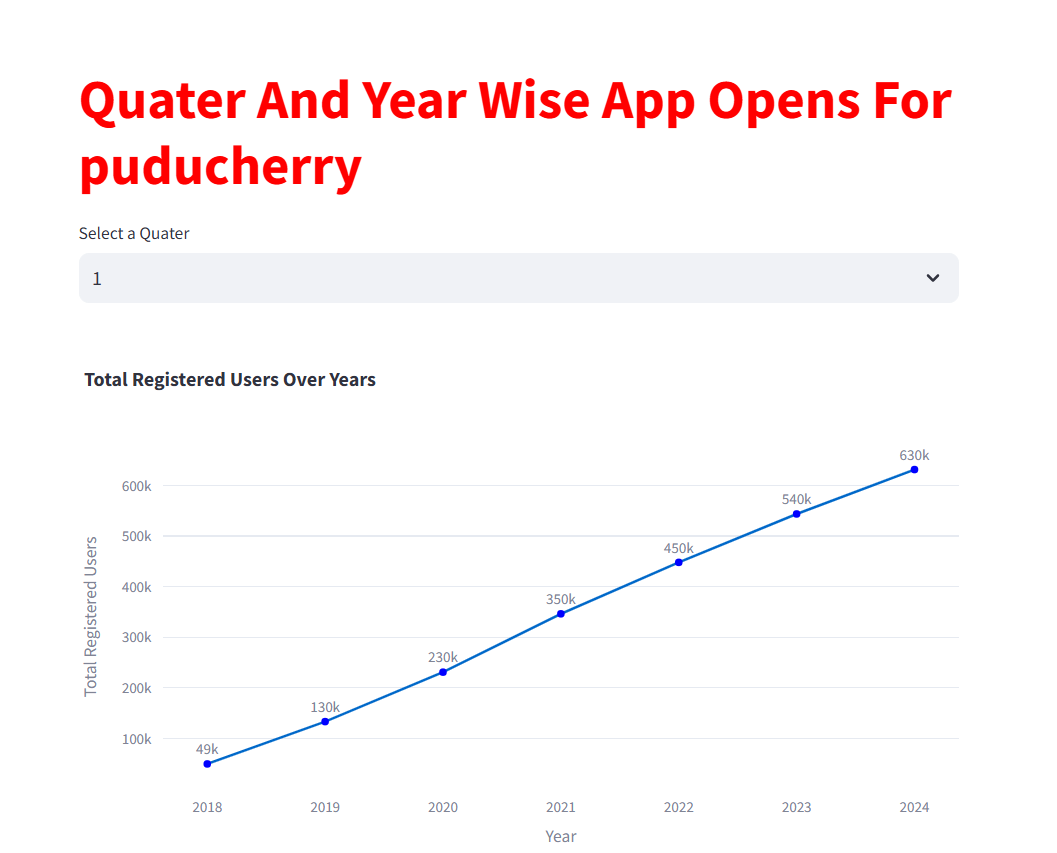 Quater And Year Wise App Opens For
puducherry
Select a Quater
1
Total Registered Users Over Years
630k
600k
540k
500k
450k
400k
350k
300k
230k
200k
130k
100k
49k
Total Registered Users
2018 2019 2020 2021 2022 2023 2024
Year